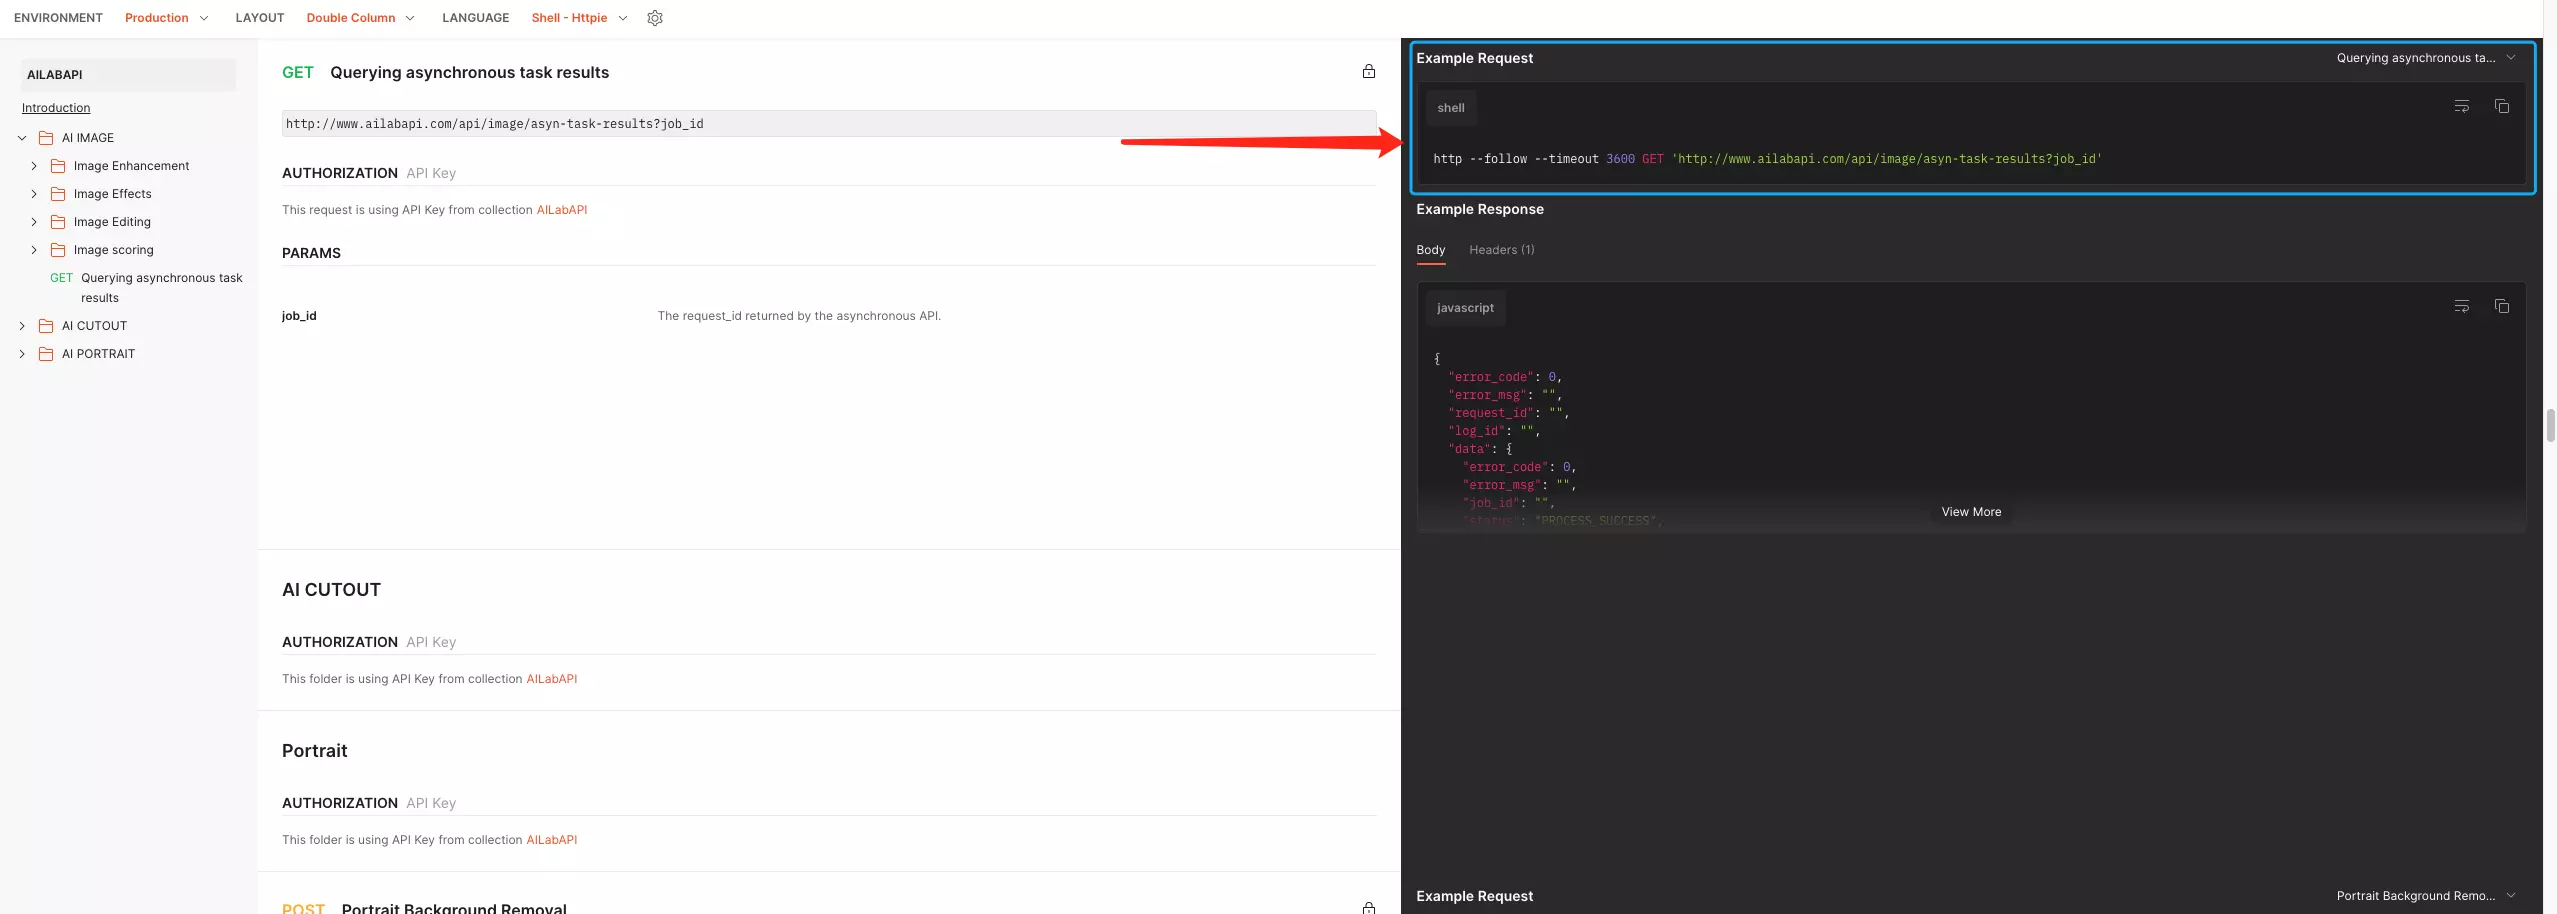 ENVIRONMENT Production LAYOUT Double Column LANGUAGE Shell - Httpie
AILABAPI
Introduction
AI IMAGE
Image Enhancement
Image Effects
Image Editing
Image scoring
GET Querying asynchronous task
results
AI CUTOUT
AI PORTRAIT
GET Querying asynchronous task results
http://www.ailabapi.com/api/image/asyn-task-results?job_id
AUTHORIZATION API Key
This request is using API Key from collection AILabAPI
PARAMS
job_id The request_id returned by the asynchronous API.
AI CUTOUT
AUTHORIZATION API Key
This folder is using API Key from collection AILabAPI
Portrait
AUTHORIZATION API Key
This folder is using API Key from collection AILabAPI
POST Portrait Background Removal
Example Request Querying asynchronous ta...
shell
http --follow --timeout 3600 GET 'http://www.ailabapi.com/api/image/asyn-task-results?job_id'
Example Response
Body Headers (1)
javascript
{
"error_code": 0,
"error_msg": "",
"request_id": "",
"log_id": "",
"data": {
"error_code": 0,
"error_msg": "",
"job_id": "",
"status": "PROCESS_SUCCESS",
View More
Example Request Portrait Background Remo...